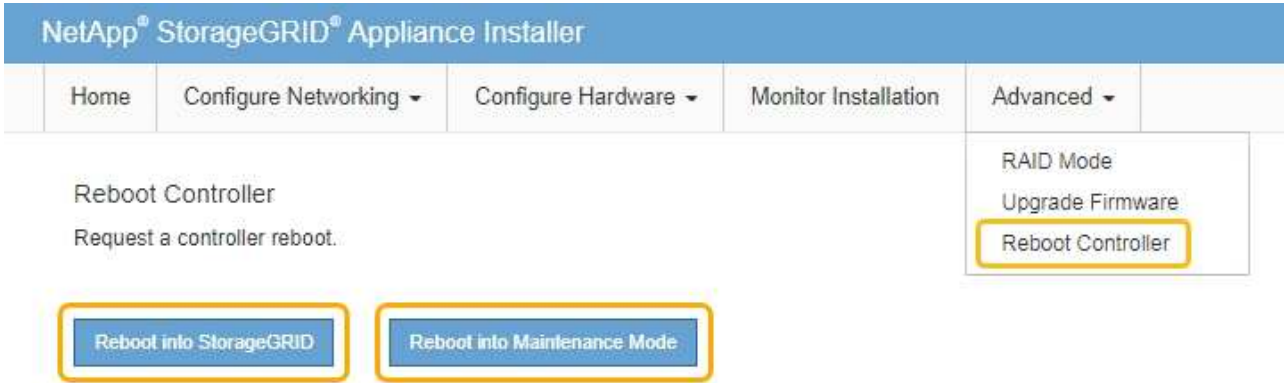 NetApp® StorageGRID® Appliance Installer
Home Configure Networking Configure Hardware Monitor Installation Advanced
RAID Mode
Upgrade Firmware
Reboot Controller
Reboot Controller
Request a controller reboot.
Reboot into StorageGRID Reboot into Maintenance Mode